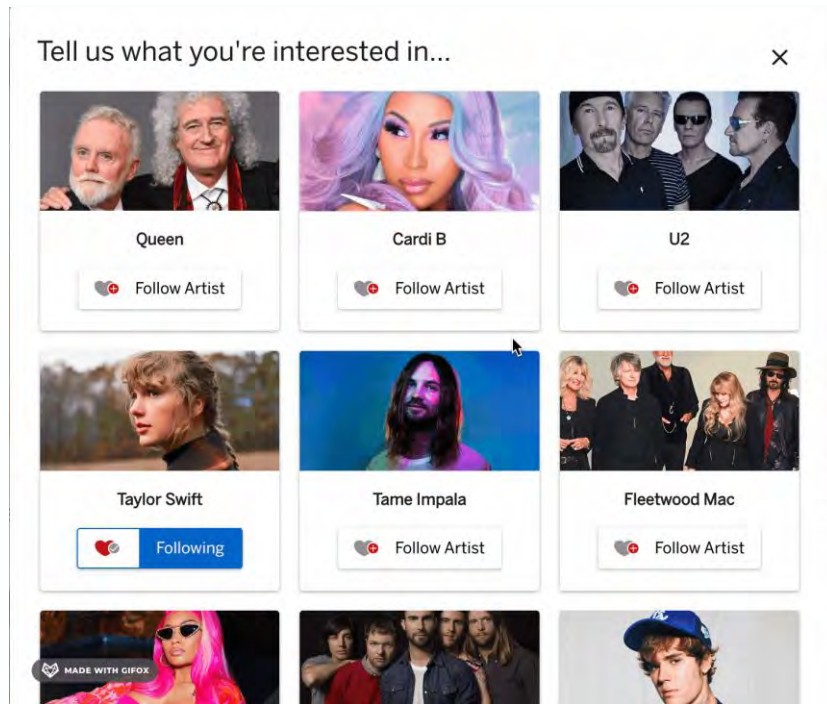 Tell us what you're interested in...
Queen
Cardi B
U2
Follow Artist
Follow Artist
Follow Artist
Taylor Swift
Tame Impala
Fleetwood Mac
Following
Follow Artist
Follow Artist
MADE WITH GIFOX